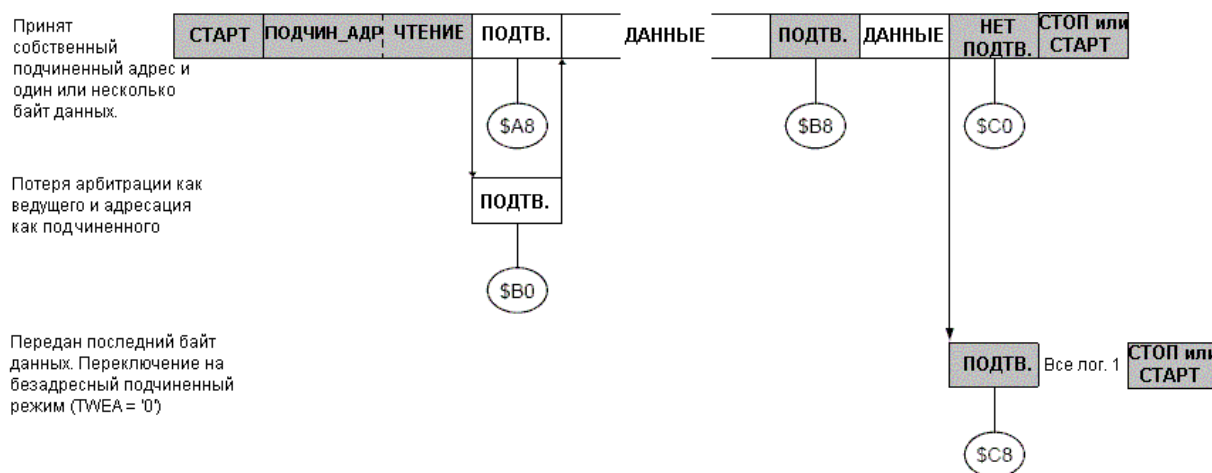 Принят
собственный
подчиненный адрес и
один или несколько
байт данных.
СТАРТ ПОДЧИН_АДР ЧТЕНИЕ ПОДТВ. ДАННЫЕ ПОДТВ. ДАННЫЕ НЕТ ПОДТВ. СТОП или СТАРТ
$A8 $B8 $C0
Потеря арбитрации как
ведущего и адресация
как подчиненного
ПОДТВ.
$B0
Передан последний байт
данных. Переключение на
безадресный подчиненный
режим (TWEA = '0')
ПОДТВ. Все лог. 1 СТОП или СТАРТ
$C8